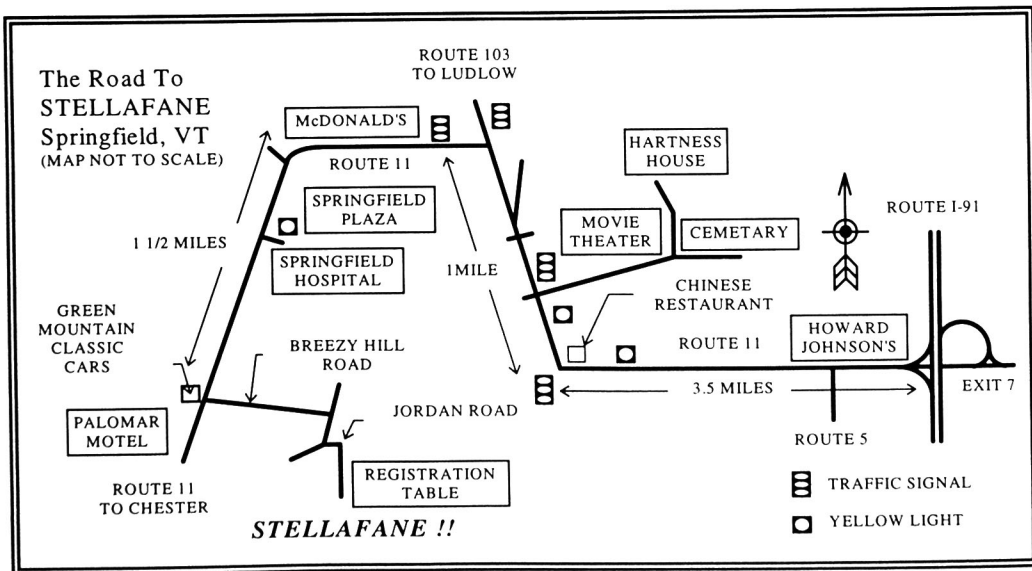 The Road To
STELLAFANE
Springfield, VT
(MAP NOT TO SCALE)
ROUTE 103
TO LUDLOW
McDONALD'S
ROUTE 11
HARTNESS
HOUSE
SPRINGFIELD
PLAZA
MOVIE
THEATER
CEMETARY
ROUTE I-91
1 1/2 MILES
SPRINGFIELD
HOSPITAL
1MILE
CHINESE
RESTAURANT
GREEN
MOUNTAIN
CLASSIC
CARS
BREEZY HILL
ROAD
ROUTE 11
HOWARD
JOHNSON'S
3.5 MILES
EXIT 7
PALOMAR
MOTEL
JORDAN ROAD
ROUTE 5
ROUTE 11
TO CHESTER
REGISTRATION
TABLE
TRAFFIC SIGNAL
STELLAFANE !!
YELLOW LIGHT